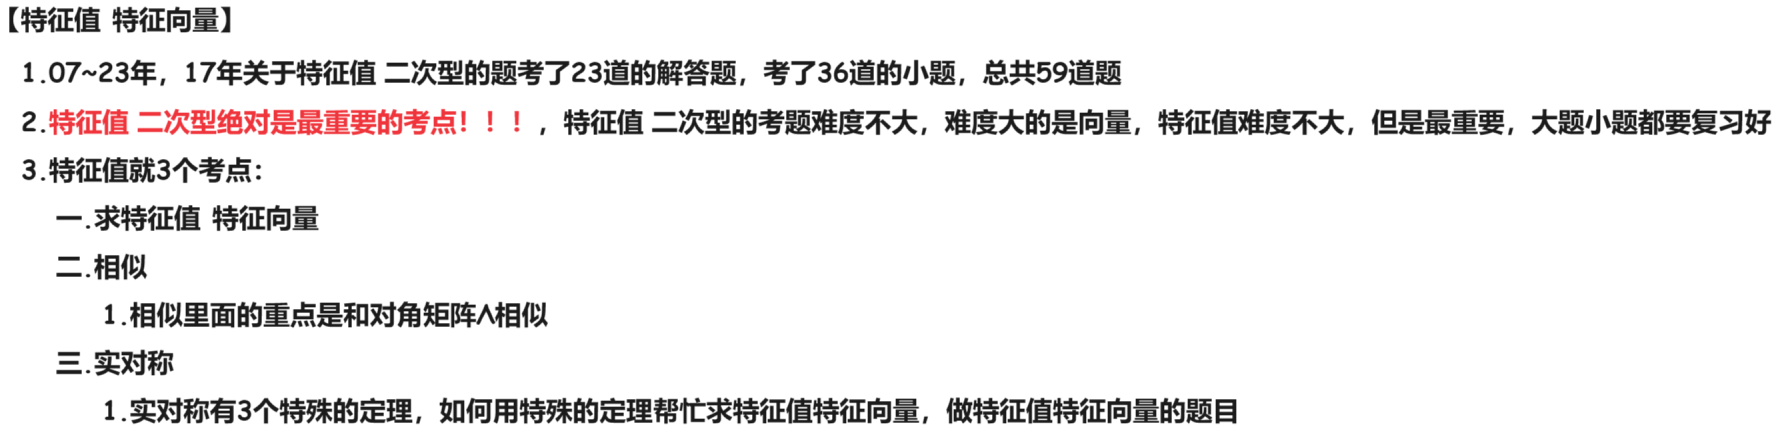 【特征值 特征向量】
1.07~23年，17年关于特征值 二次型的题考了23道的解答题，考了36道的小题，总共59道题
2.特征值 二次型绝对是最重要的考点！！！，特征值 二次型的考题难度不大，难度大的是向量，特征值难度不大，但是最重要，大题小题都要复习好
3.特征值就3个考点：
一.求特征值 特征向量
二.相似
1.相似里面的重点是和对角矩阵Λ相似
三.实对称
1.实对称有3个特殊的定理，如何用特殊的定理帮忙求特征值特征向量，做特征值特征向量的题目